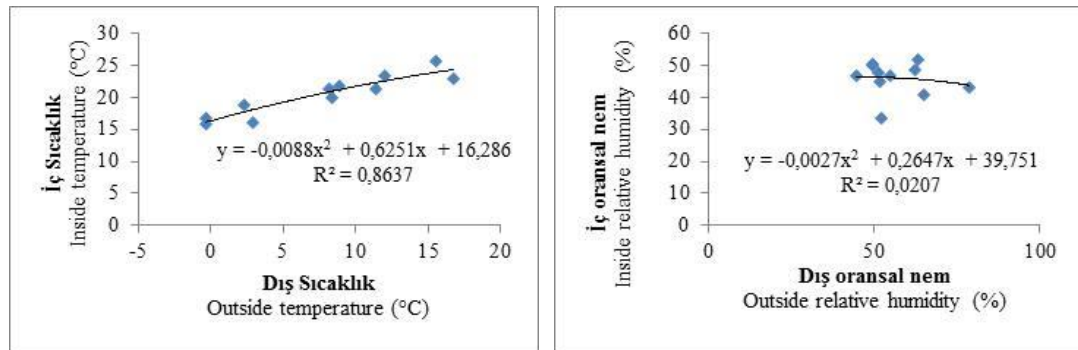 30
25
20
15
10
5
0
-5
0
5
10
15
20
İç Sıcaklık
Inside temperature (°C)
y = -0,0088x² + 0,6251x + 16,286
R² = 0,8637
Dış Sıcaklık
Outside temperature (°C)
60
50
40
30
20
10
0
0
50
100
İç oransal nem
Inside relative humidity (%)
y = -0,0027x² + 0,2647x + 39,751
R² = 0,0207
Dış oransal nem
Outside relative humidity (%)